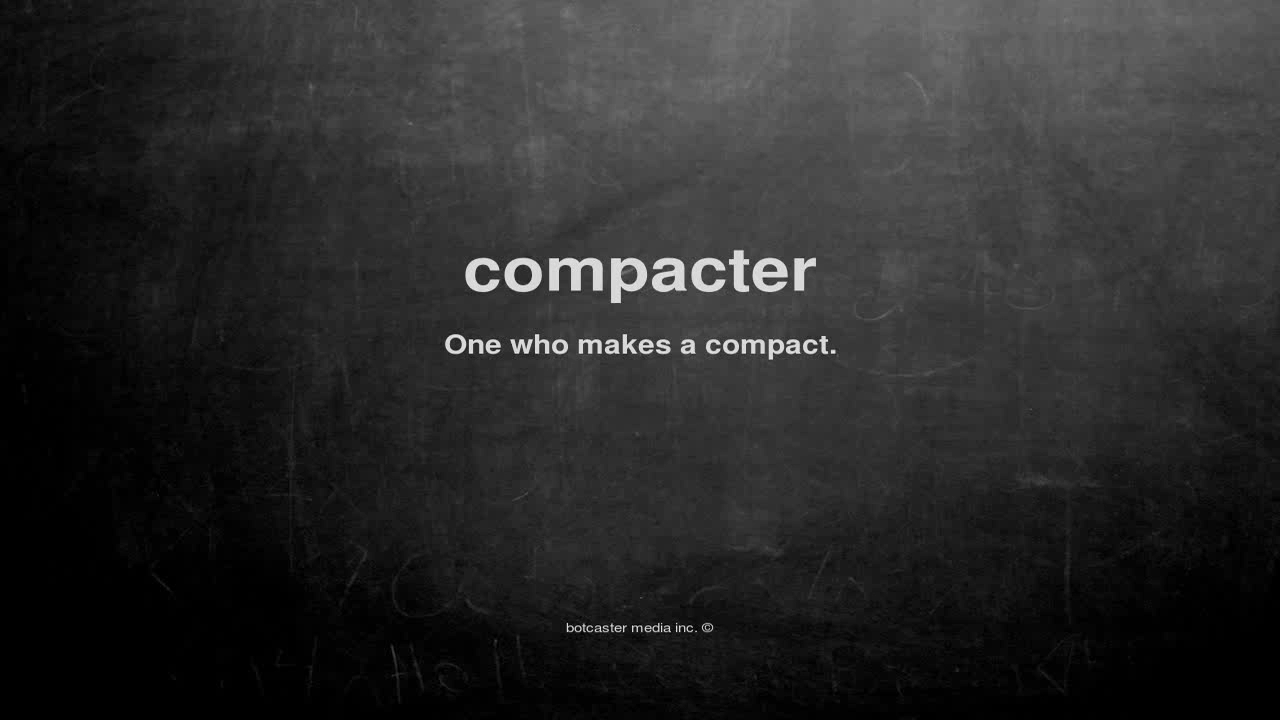 compacter
One who makes a compact.
botcaster media inc. ©